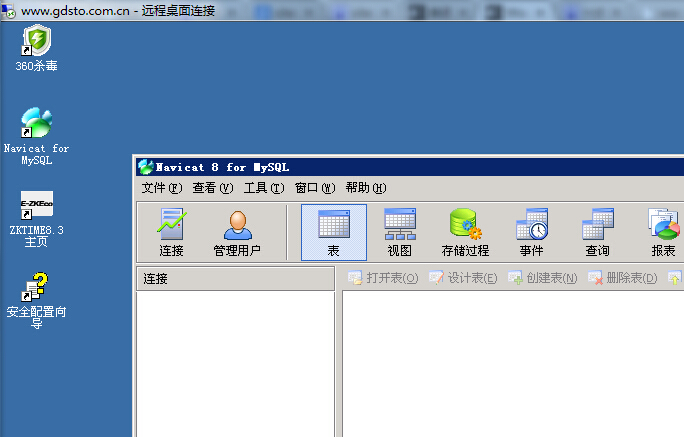 www.gdsto.com.cn - 远程桌面连接
360杀毒
Navicat for
MySQL
E-ZKEco
ZKTIME8.3
主页
安全配置向
导
Navicat 8 for MySQL
文件(F) 查看(V) 工具(T) 窗口(W) 帮助(H)
连接 管理用户 表 视图 存储过程 事件 查询 报表
连接
打开表(O) 设计表(E) 创建表(N) 删除表(D)